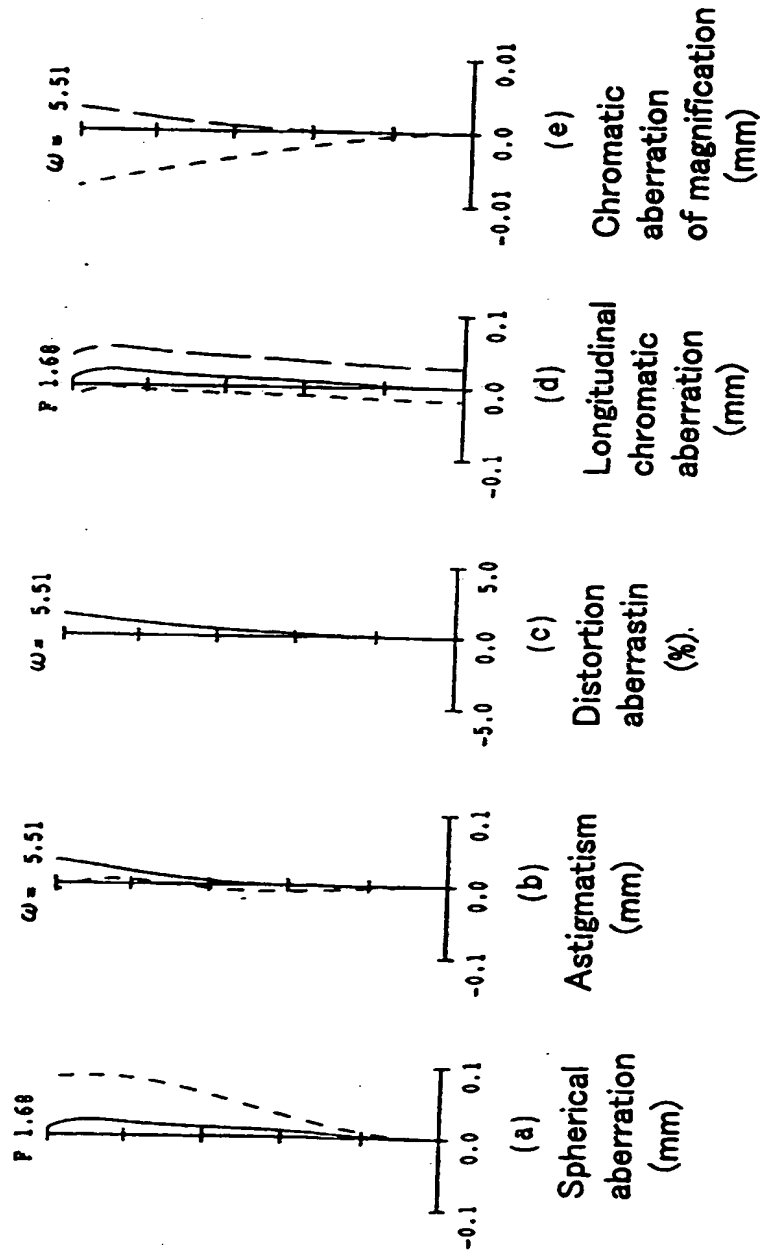 F 1.68
-0.1 0.0 0.1
(a)
Spherical
aberration
(mm)
ω = 5.51
-0.1 0.0 0.1
(b)
Astigmatism
(mm)
ω = 5.51
-5.0 0.0 5.0
(c)
Distortion
aberrastin
(%).
F 1.68
-0.1 0.0 0.1
(d)
Longitudinal
chromatic
aberration
(mm)
ω = 5.51
-0.01 0.0 0.01
(e)
Chromatic
aberration
of magnification
(mm)